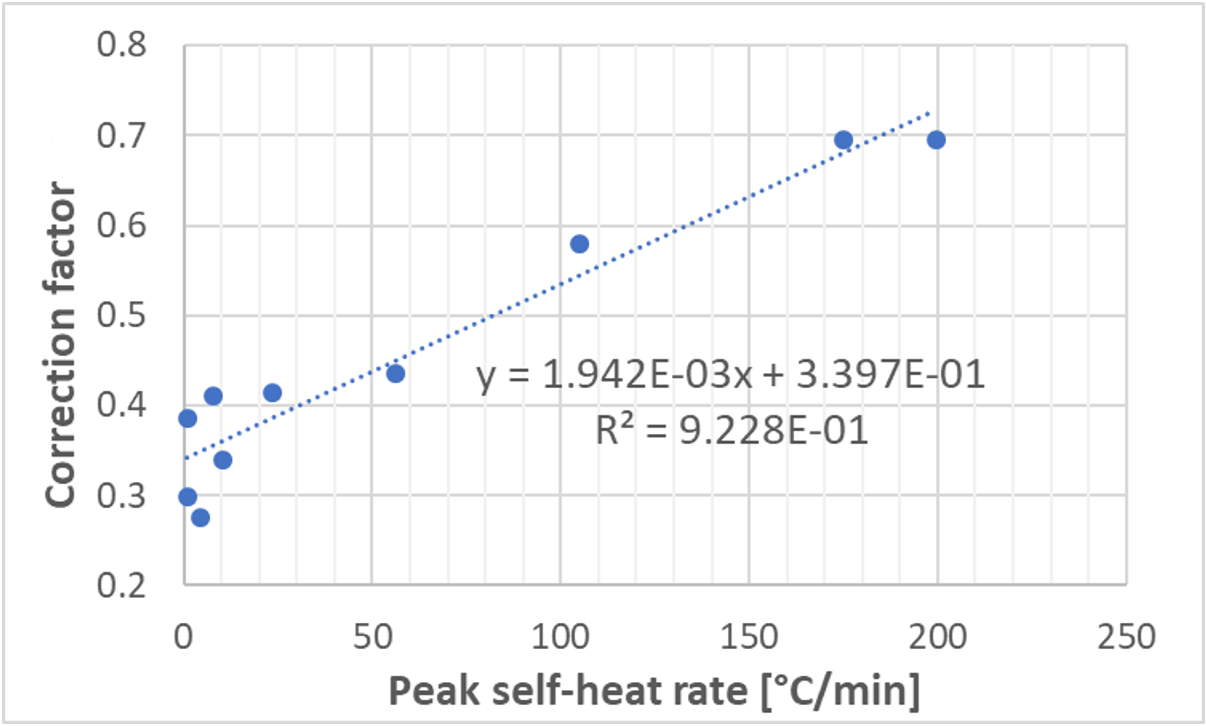 0.8
0.7
0.6
0.5
0.4
0.3
0.2
Correction factor
y = 1.942E-03x + 3.397E-01
R² = 9.228E-01
0 50 100 150 200 250
Peak self-heat rate [°C/min]